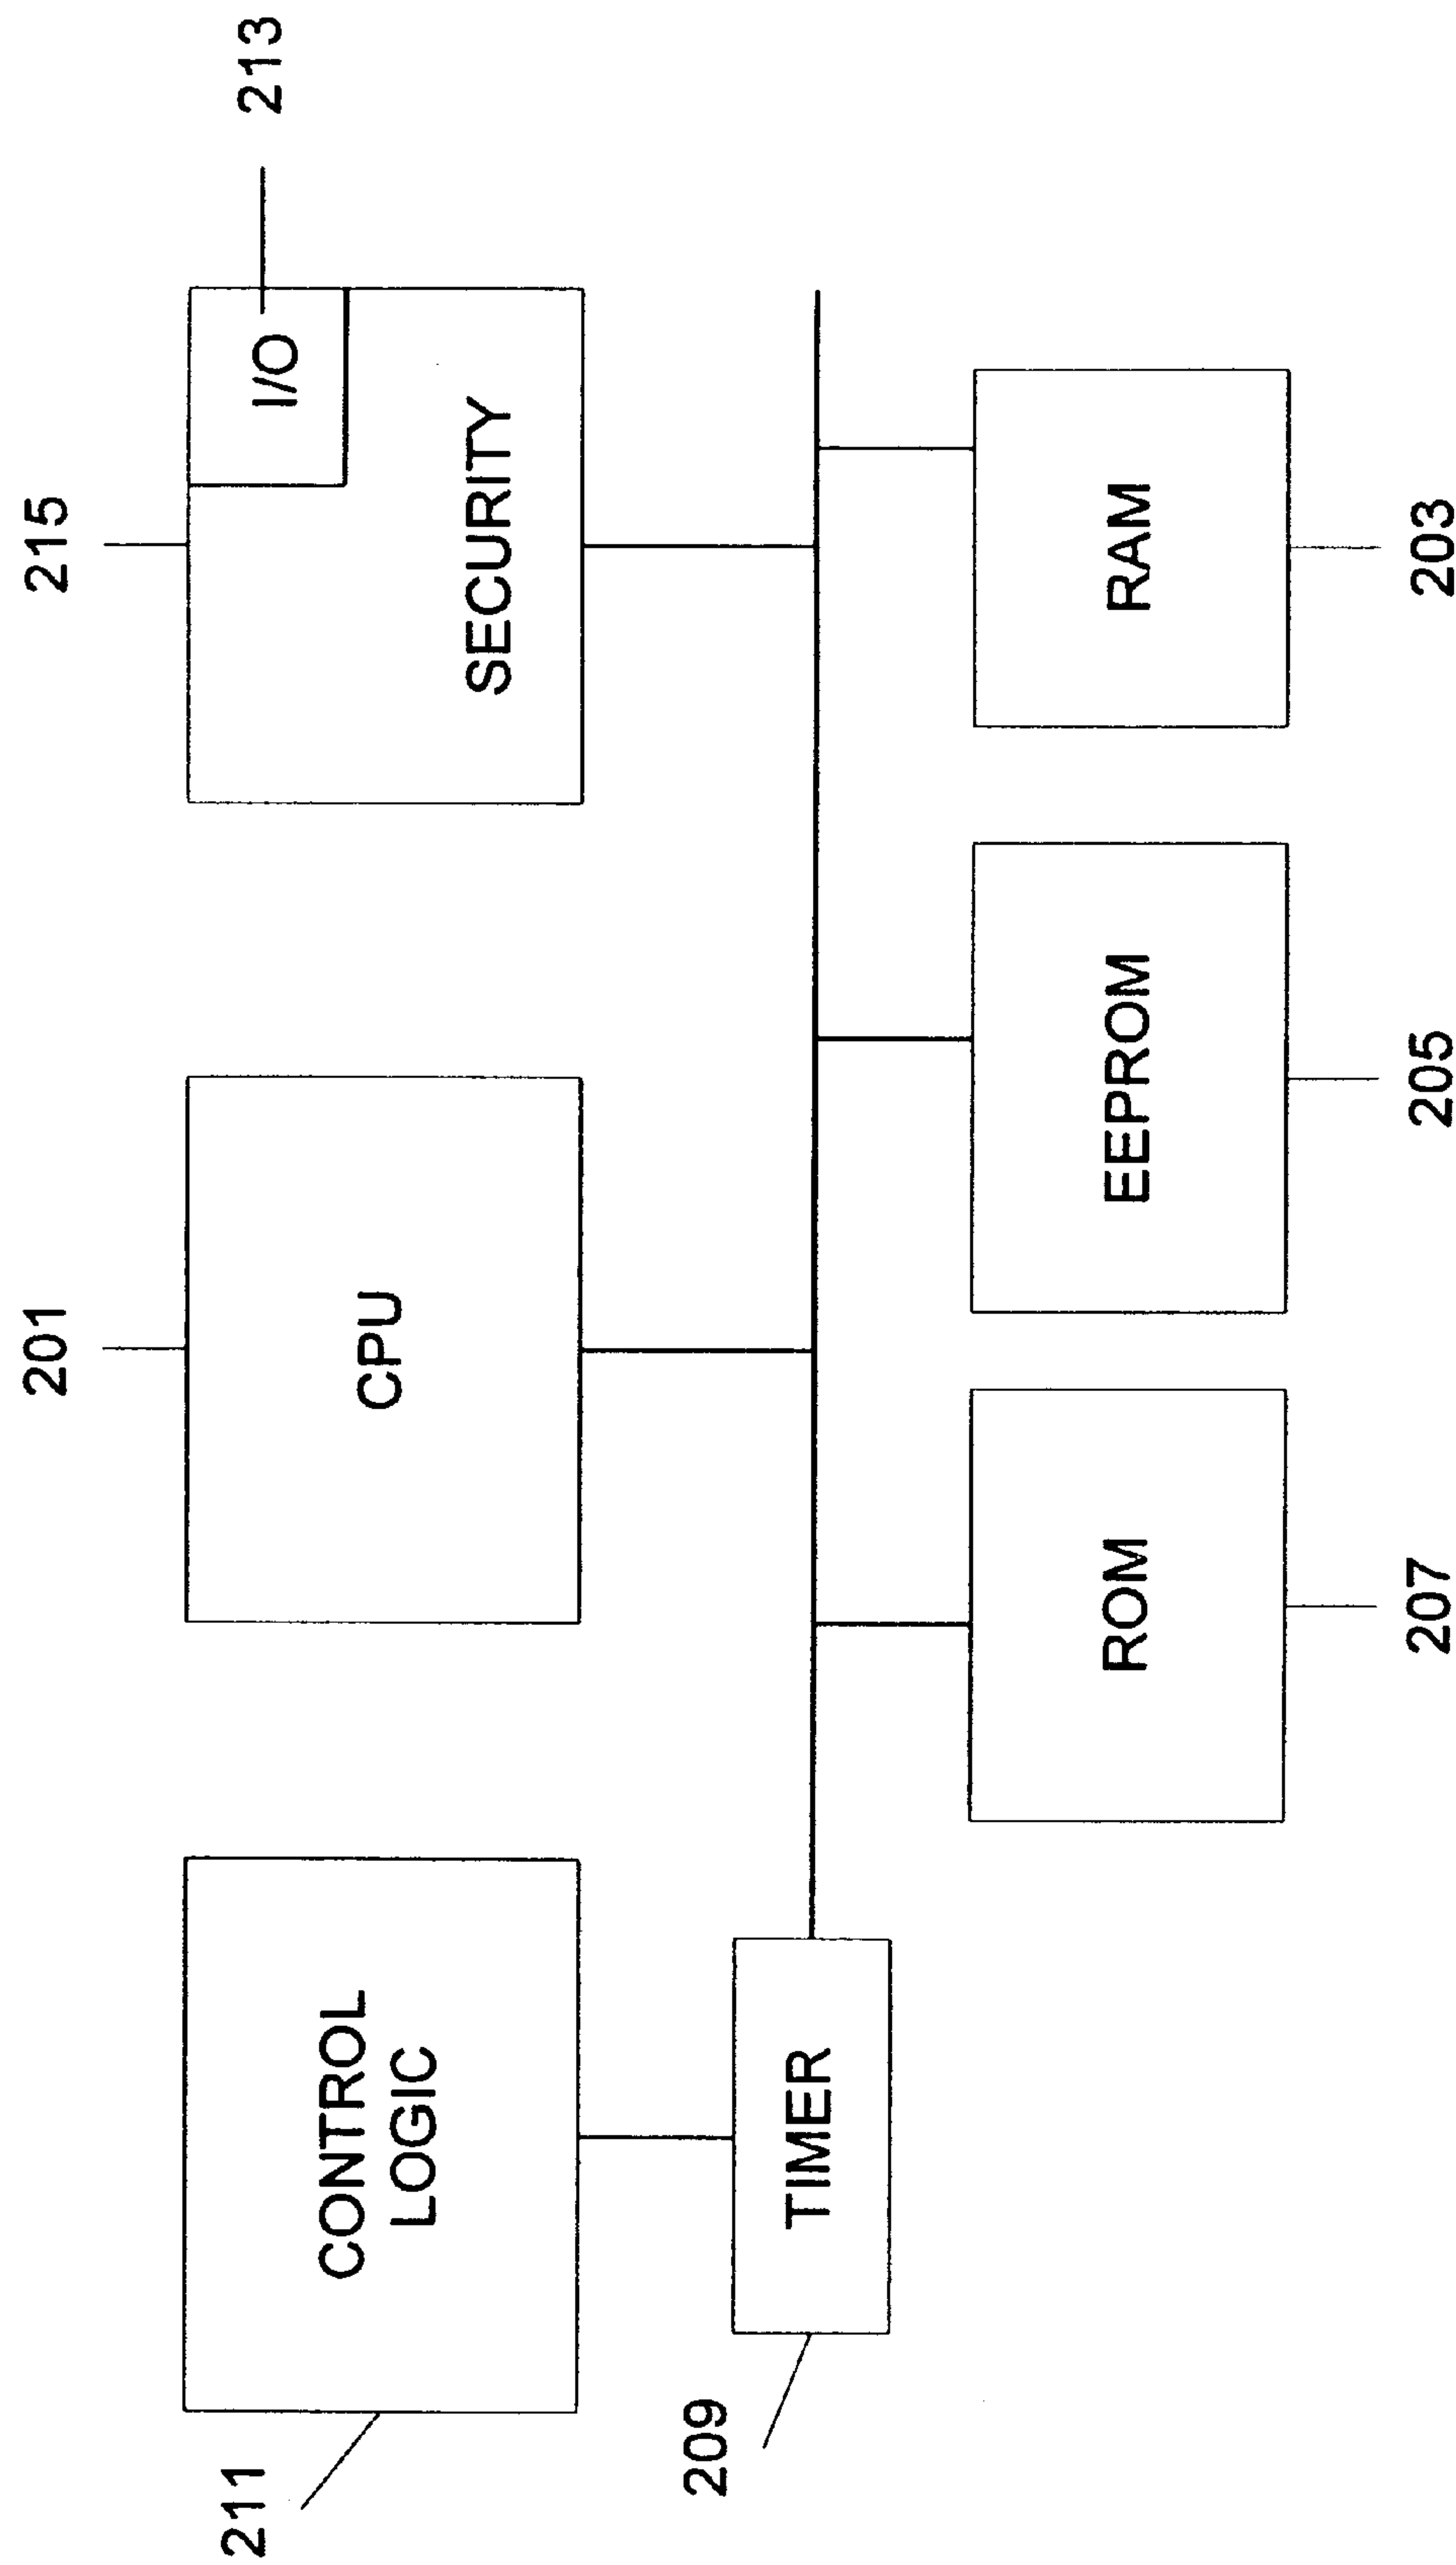 211
CONTROL
LOGIC
201
CPU
215
I/O
213
SECURITY
209
TIMER
ROM
207
EEPROM
205
RAM
203